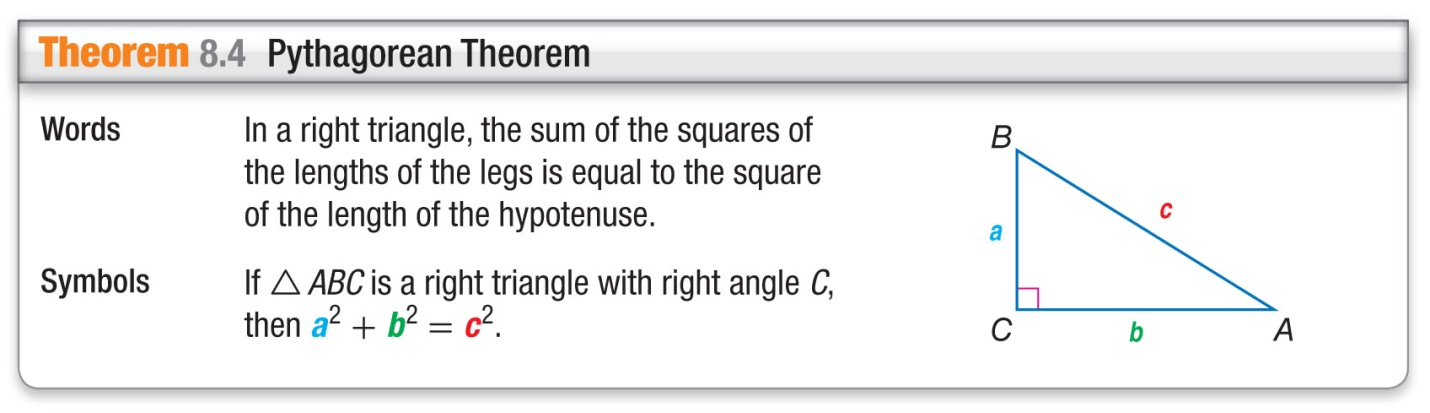 Theorem 8.4 Pythagorean Theorem
Words
In a right triangle, the sum of the squares of
the lengths of the legs is equal to the square
of the length of the hypotenuse.
Symbols
If △ ABC is a right triangle with right angle C,
then a² + b² = c².
B
a
c
C
b
A